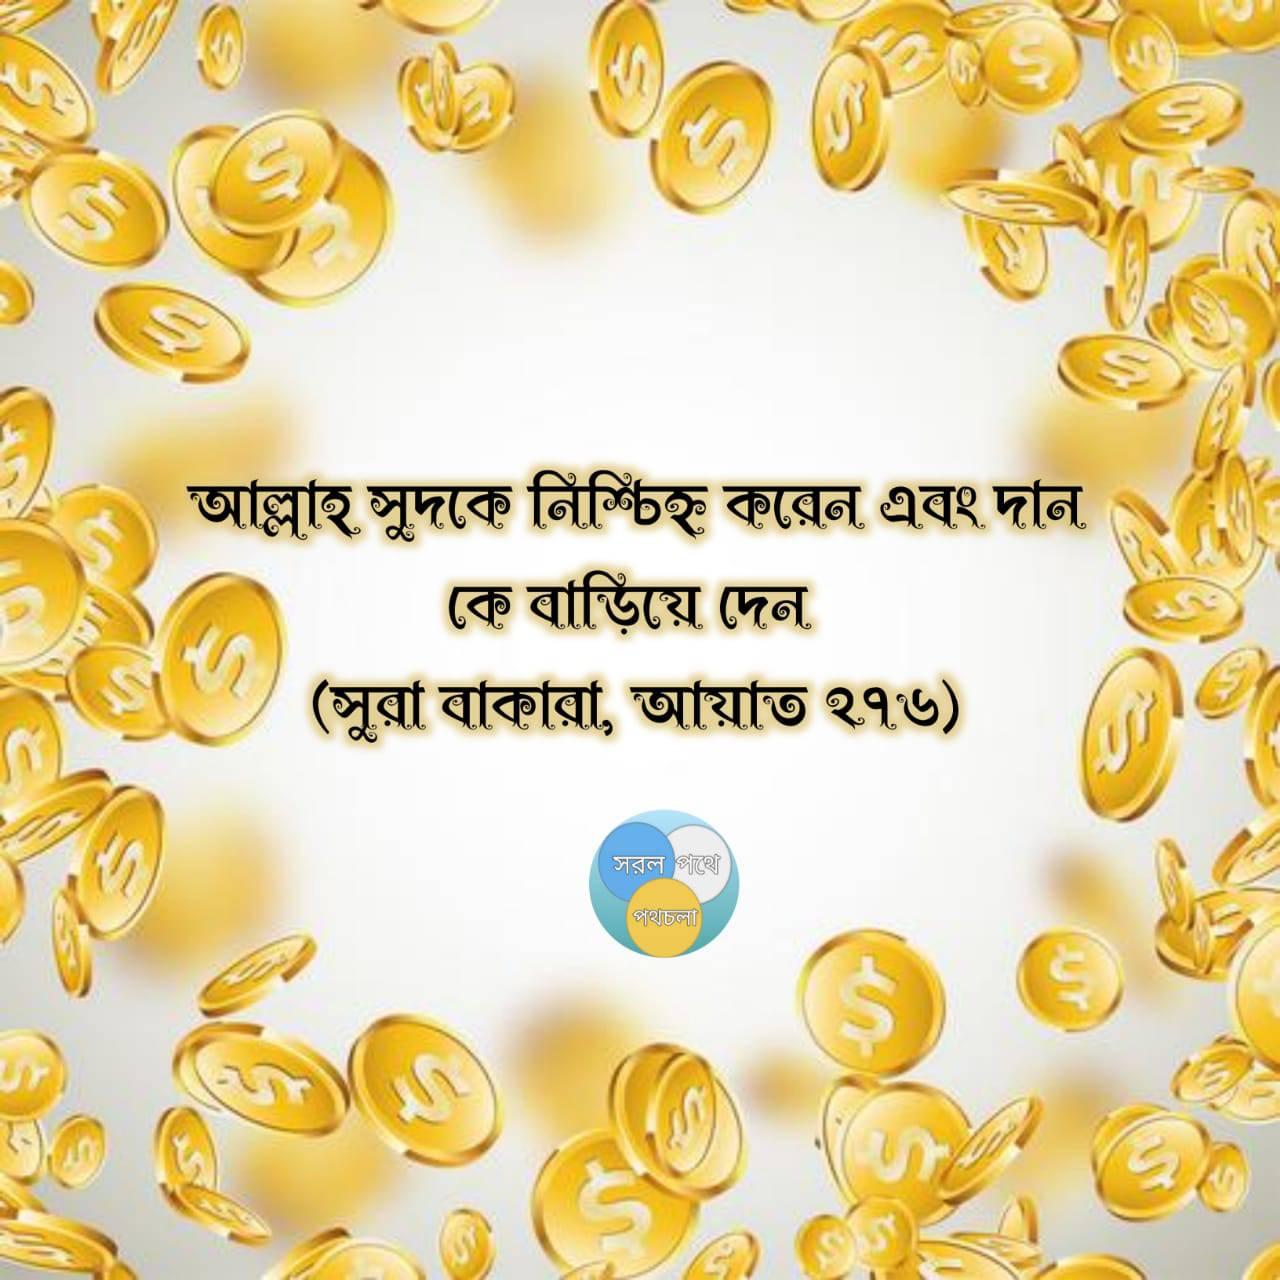 আল্লাহ সুদকে নিশ্চিহ্ন করেন এবং দান
কে বাড়িয়ে দেন
(সুরা বাকারা, আয়াত ২৭৬)
সরল পথে
পথচলা